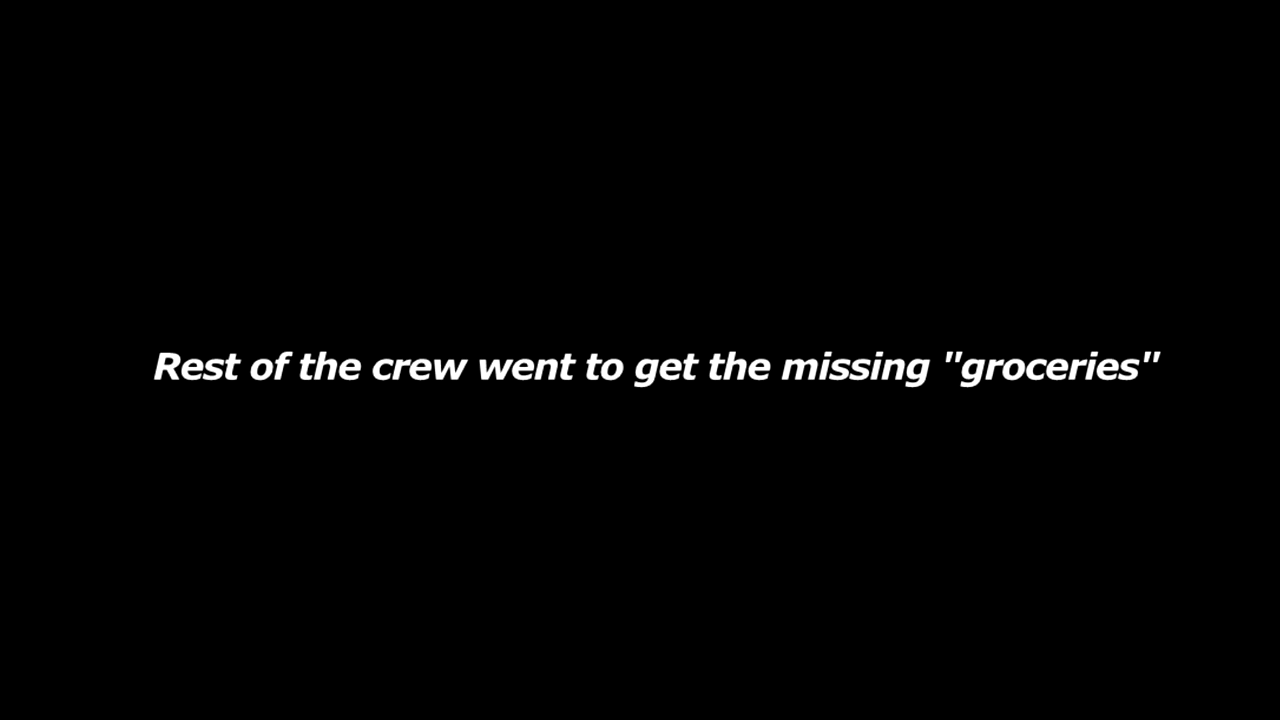 Rest of the crew went to get the missing "groceries"